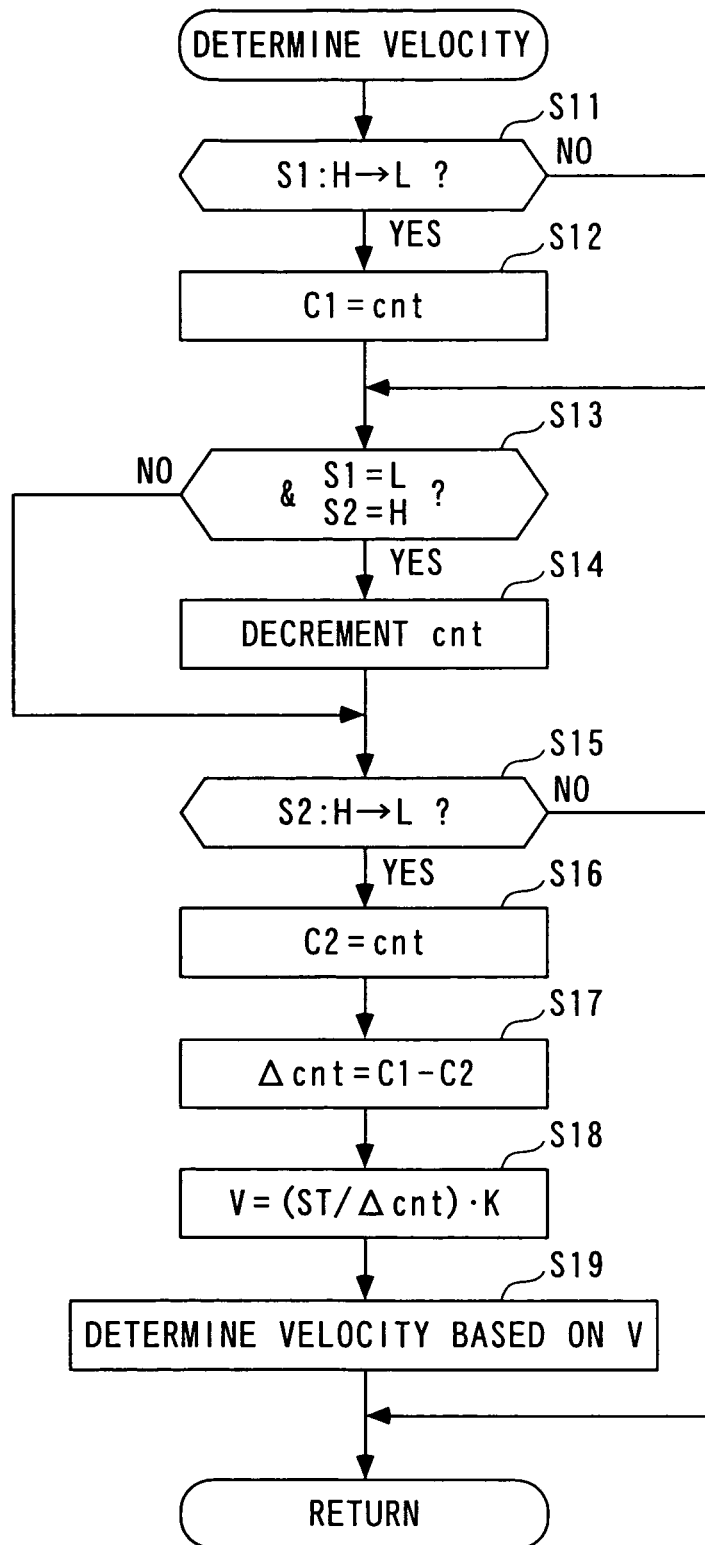 DETERMINE VELOCITY
S11
S1:H→L ?
NO
YES
S12
C1=cnt
S13
NO
& S1=L
S2=H ?
YES
S14
DECREMENT cnt
S15
S2:H→L ?
NO
YES
S16
C2=cnt
S17
Δcnt=C1-C2
S18
V=(ST/Δcnt)·K
S19
DETERMINE VELOCITY BASED ON V
RETURN